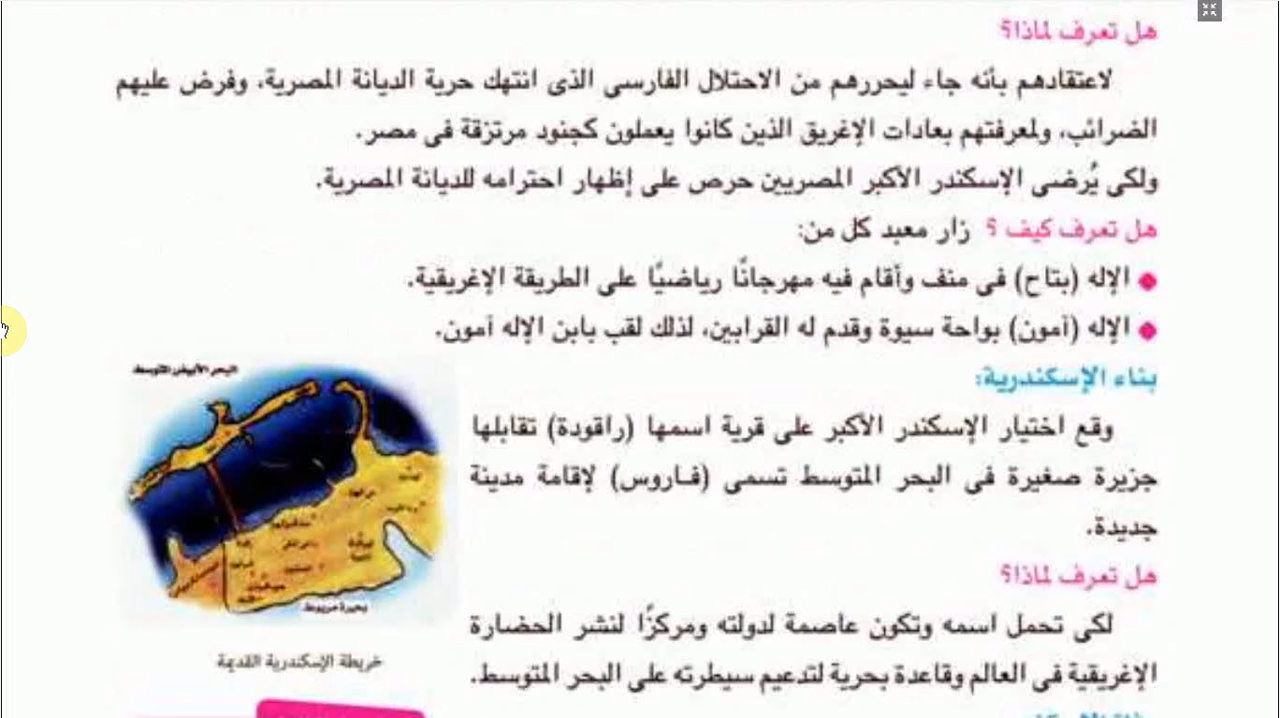 هل تعرف لماذا؟
لاعتقادهم بأنه جاء ليحررهم من الاحتلال الفارسى الذى انتهك حرية الديانة المصرية، وفرض عليهم
الضرائب، ولمعرفتهم بعادات الإغريق الذين كانوا يعملون كجنود مرتزقة فى مصر.
ولكى يُرضى الإسكندر الأكبر المصريين حرص على إظهار احترامه للديانة المصرية.
هل تعرف كيف ؟ زار معبد كل من:
● الإله (بتاح) فى منف وأقام فيه مهرجانًا رياضيًا على الطريقة الإغريقية.
● الإله (آمون) بواحة سيوة وقدم له القرابين، لذلك لقب بابن الإله آمون.
بناء الإسكندرية:
وقع اختيار الإسكندر الأكبر على قرية اسمها (راقودة) تقابلها
جزيرة صغيرة فى البحر المتوسط تسمى (فاروس) لإقامة مدينة
جديدة.
هل تعرف لماذا؟
لكى تحمل اسمه وتكون عاصمة لدولته ومركزًا لنشر الحضارة
الإغريقية فى العالم وقاعدة بحرية لتدعيم سيطرته على البحر المتوسط.
البحر الأبيض المتوسط
بحيرة مريوط
خريطة الإسكندرية القديمة